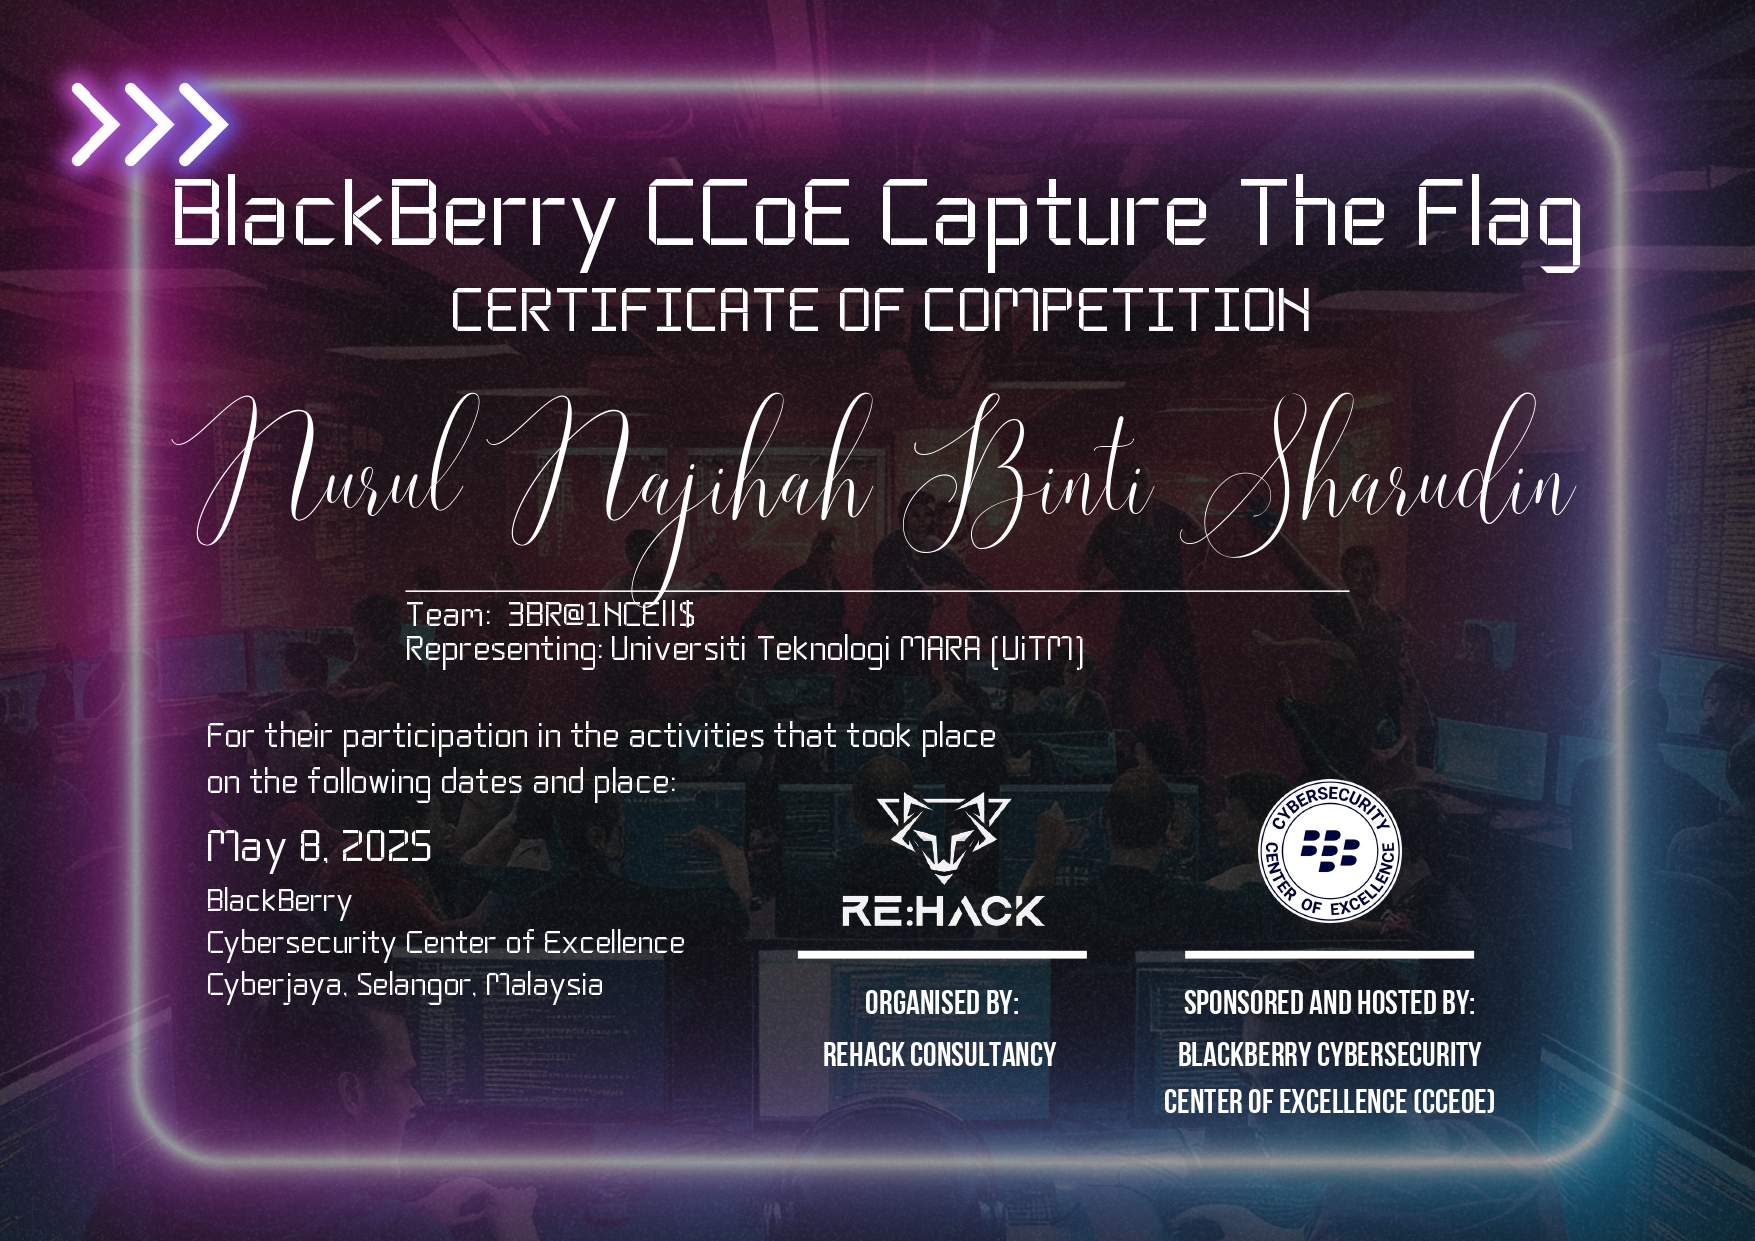 BlackBerry CCoE Capture The Flag
CERTIFICATE OF COMPETITION
Nurul Najihah Binti Sharudin
Team: 3BR@1NCEll$
Representing: Universiti Teknologi MARA (UiTM)
For their participation in the activities that took place
on the following dates and place:
May 8, 2025
BlackBerry
Cybersecurity Center of Excellence
Cyberjaya, Selangor, Malaysia
RE:HACK
ORGANISED BY:
REHACK CONSULTANCY
CYBERSECURITY
CENTER OF EXCELLENCE
SPONSORED AND HOSTED BY:
BLACKBERRY CYBERSECURITY
CENTER OF EXCELLENCE (CCEOE)